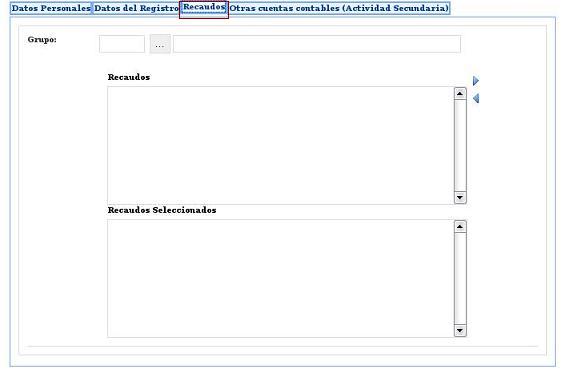 Datos Personales Datos del Registro Recaudos Otras cuentas contables (Actividad Secundaria)
Grupo: ...
Recaudos
Recaudos Seleccionados